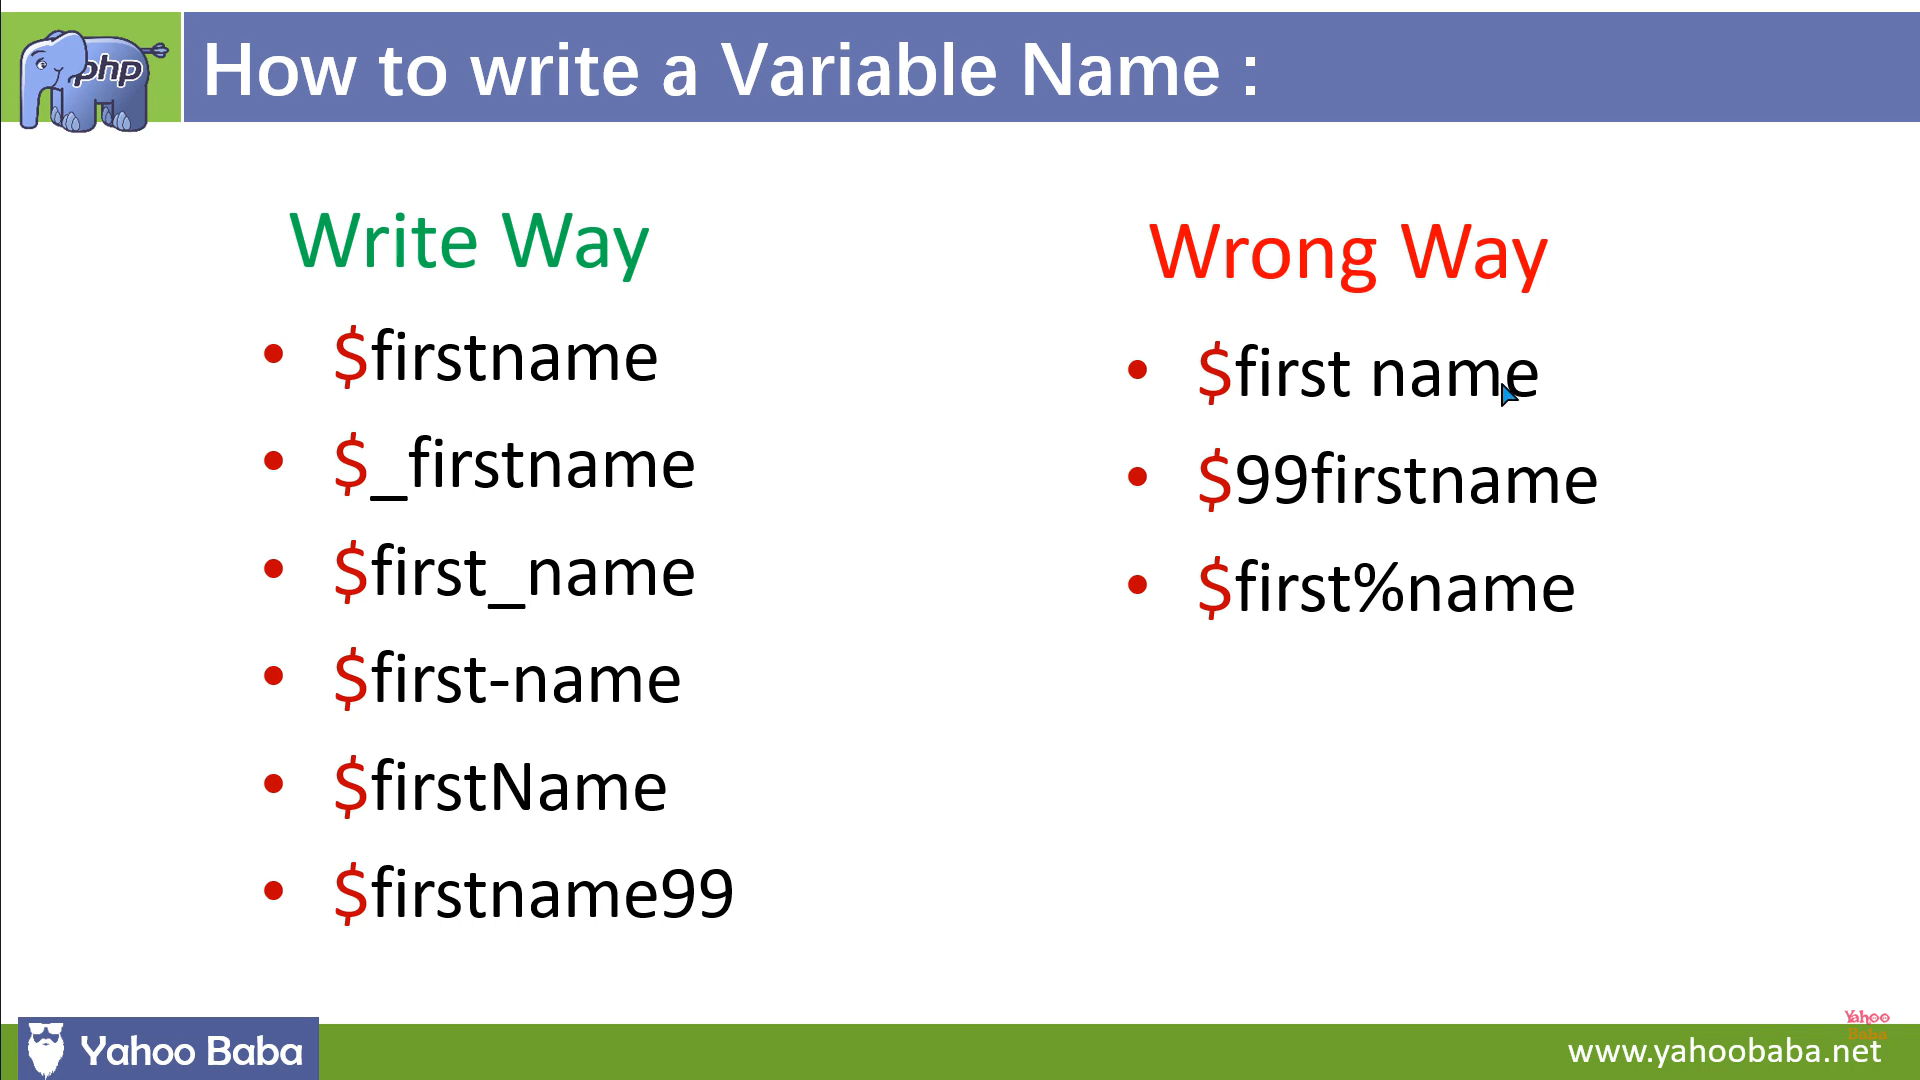 php
How to write a Variable Name :
Write Way
• $firstname
• $_firstname
• $first_name
• $first-name
• $firstName
• $firstname99
Wrong Way
• $first name
• $99firstname
• $first%name
Yahoo Baba
Yahoo
Baba
www.yahoobaba.net